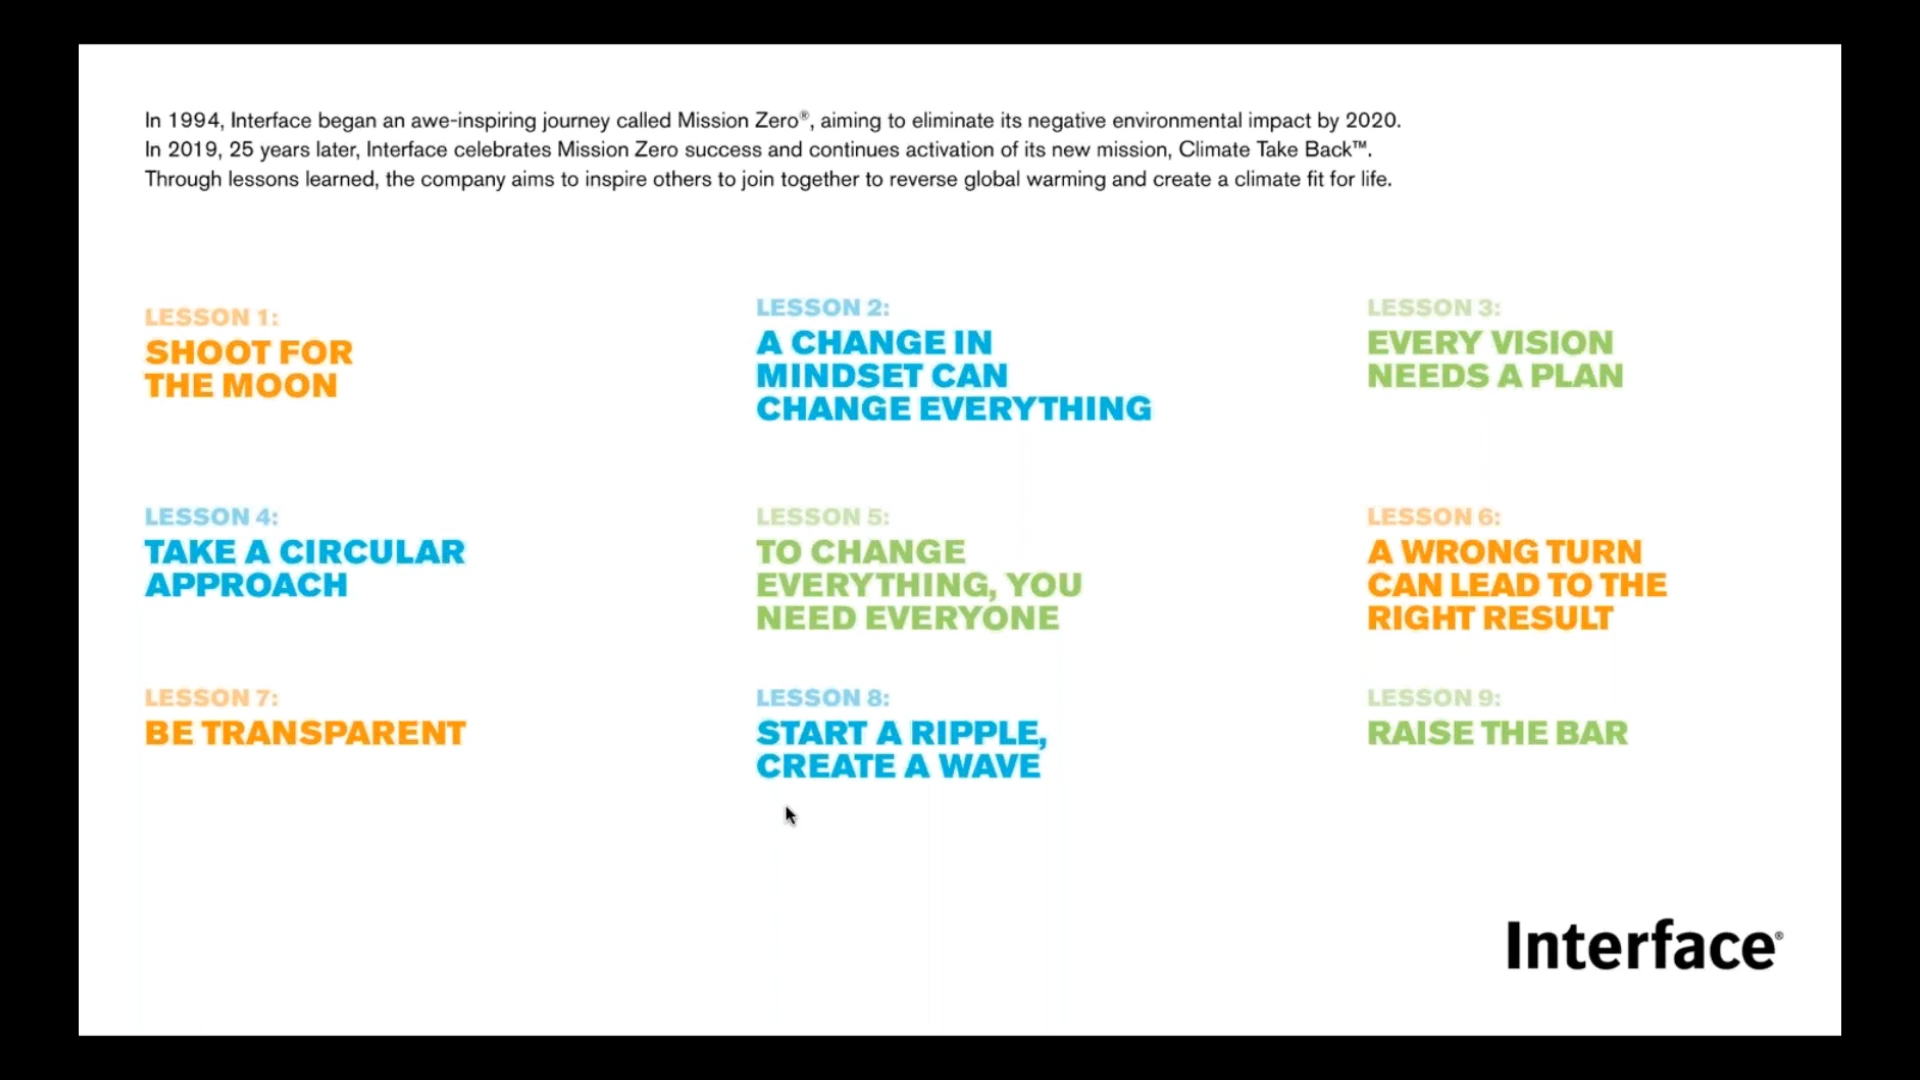 In 1994, Interface began an awe-inspiring journey called Mission Zero®, aiming to eliminate its negative environmental impact by 2020.
In 2019, 25 years later, Interface celebrates Mission Zero success and continues activation of its new mission, Climate Take Back™.
Through lessons learned, the company aims to inspire others to join together to reverse global warming and create a climate fit for life.
LESSON 1:
SHOOT FOR
THE MOON
LESSON 2:
A CHANGE IN
MINDSET CAN
CHANGE EVERYTHING
LESSON 3:
EVERY VISION
NEEDS A PLAN
LESSON 4:
TAKE A CIRCULAR
APPROACH
LESSON 5:
TO CHANGE
EVERYTHING, YOU
NEED EVERYONE
LESSON 6:
A WRONG TURN
CAN LEAD TO THE
RIGHT RESULT
LESSON 7:
BE TRANSPARENT
LESSON 8:
START A RIPPLE,
CREATE A WAVE
LESSON 9:
RAISE THE BAR
Interface®